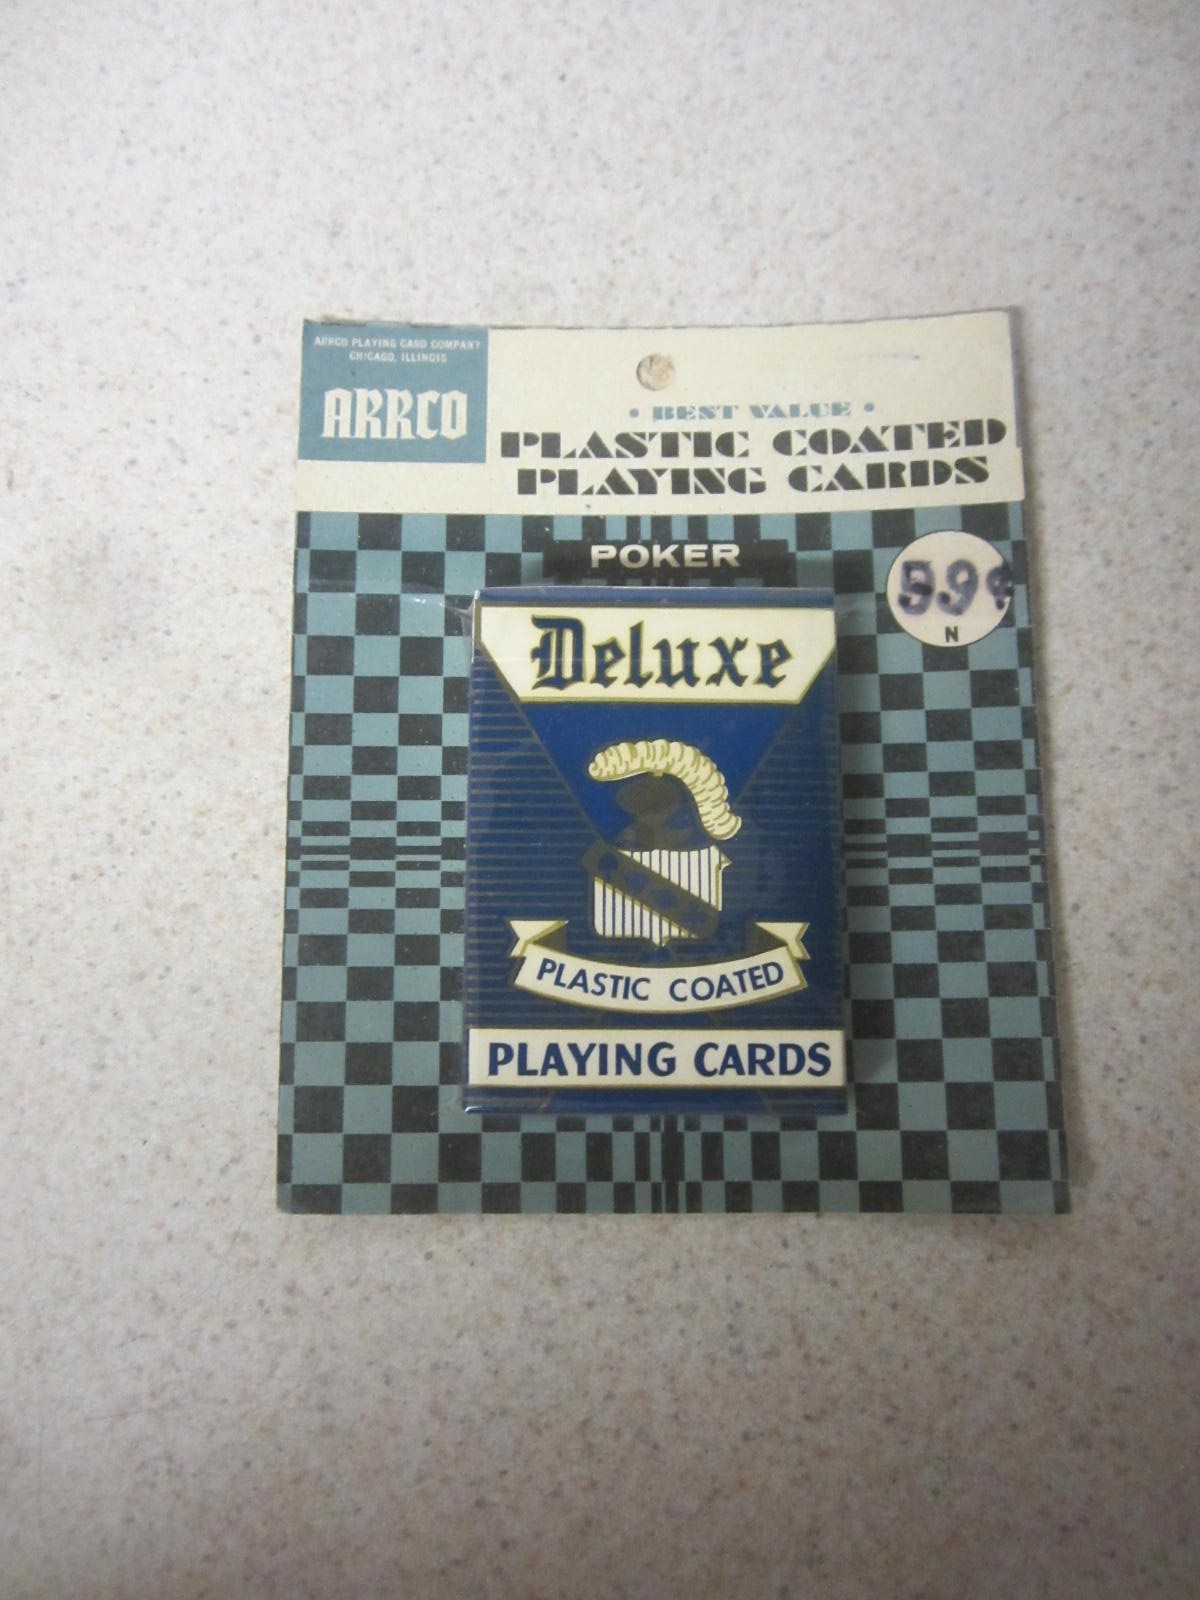 ARRCO PLAYING CARD COMPANY
CHICAGO, ILLINOIS
ARRCO
• BEST VALUE •
PLASTIC COATED
PLAYING CARDS
POKER
59¢
N
Deluxe
PLASTIC COATED
PLAYING CARDS